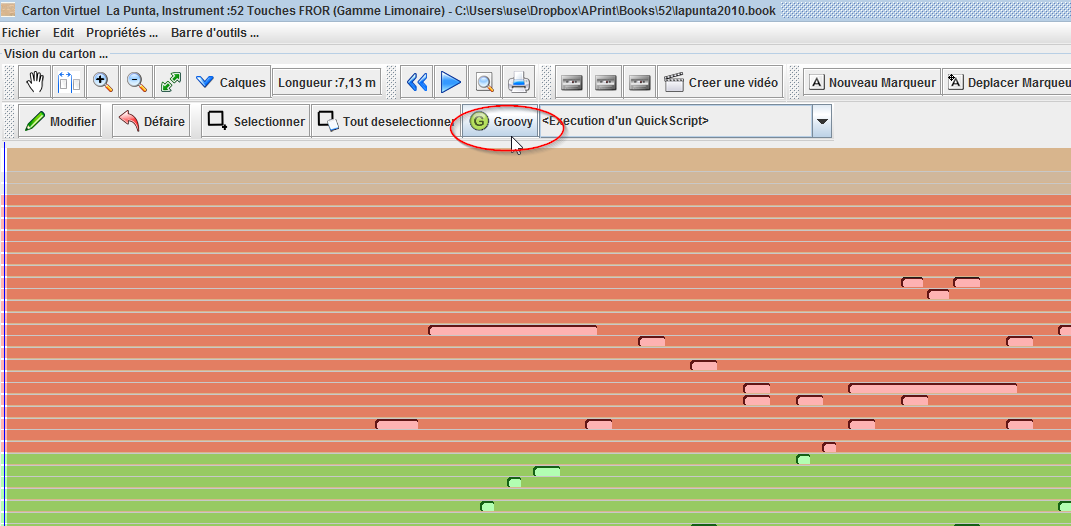 Carton Virtuel La Punta, Instrument :52 Touches FROR (Gamme Limonaire) - C:\Users\use\Dropbox\APrint\Books\52\lapunta2010.book
Fichier Edit Propriétés ... Barre d'outils ...
Vision du carton ...
Calques Longueur :7,13 m Creer une vidéo A Nouveau Marqueur A Deplacer Marqueu
Modifier Défaire Selectionner Tout deselectionner G Groovy <Execution d'un QuickScript>